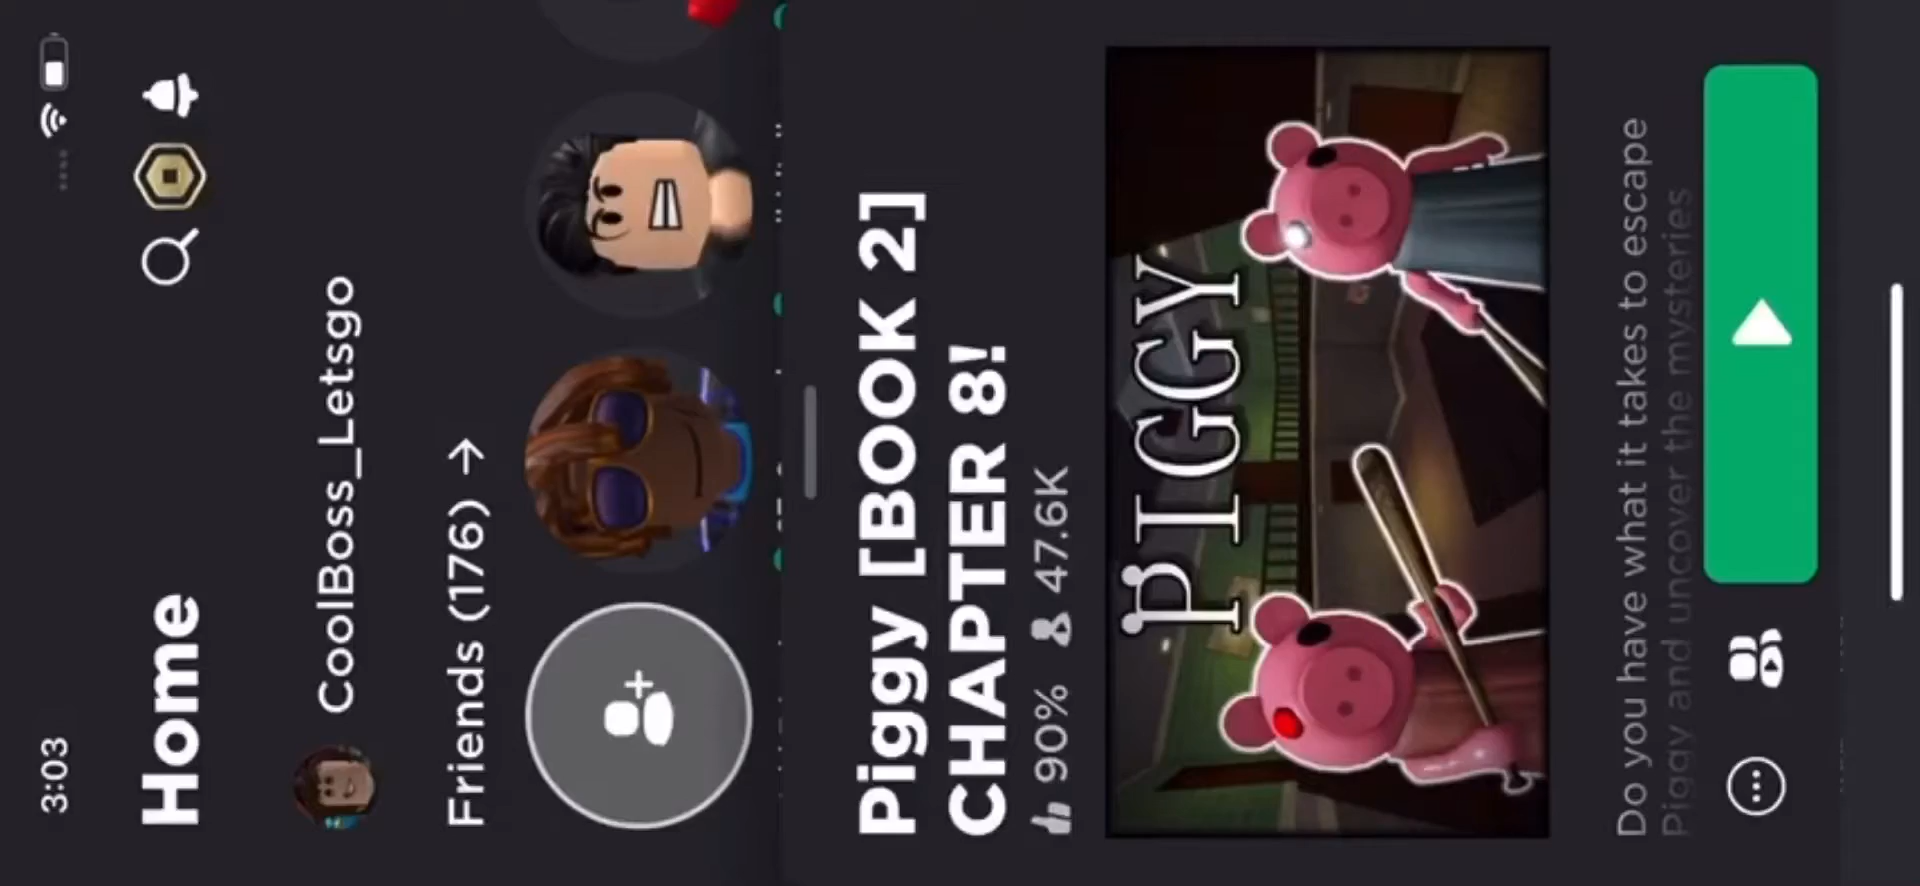 3:03
Home
CoolBoss_Letsgo
Friends (176) →
Piggy [BOOK 2]
CHAPTER 8!
90% 47.6K
PIGGY
Do you have what it takes to escape
Piggy and uncover the mysteries